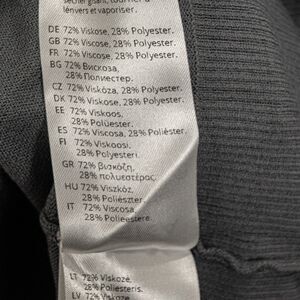 sécher gisant, tourner à
l'envers et vaporiser.
DE 72% Viskose, 28% Polyester.
GB 72% Viscose, 28% Polyester.
FR 72% Viscose, 28% Polyester.
BG 72% Вискоза,
28% Полиестер.
CZ 72% Viskóza, 28% Polyester.
DK 72% Viskose, 28% Polyester.
EE 72% Viskoos,
28% Polüester.
ES 72% Viscosa, 28% Poliéster.
FI 72% Viskoosi,
28% Polyesteri.
GR 72% βισκόζη,
28% πολυεστέρας.
HU 72% Viszkóz,
28% Poliészter.
IT 72% Viscosa,
28% Poliestere.
LT 72% Viskozė,
28% Poliesteris.
LV 72%